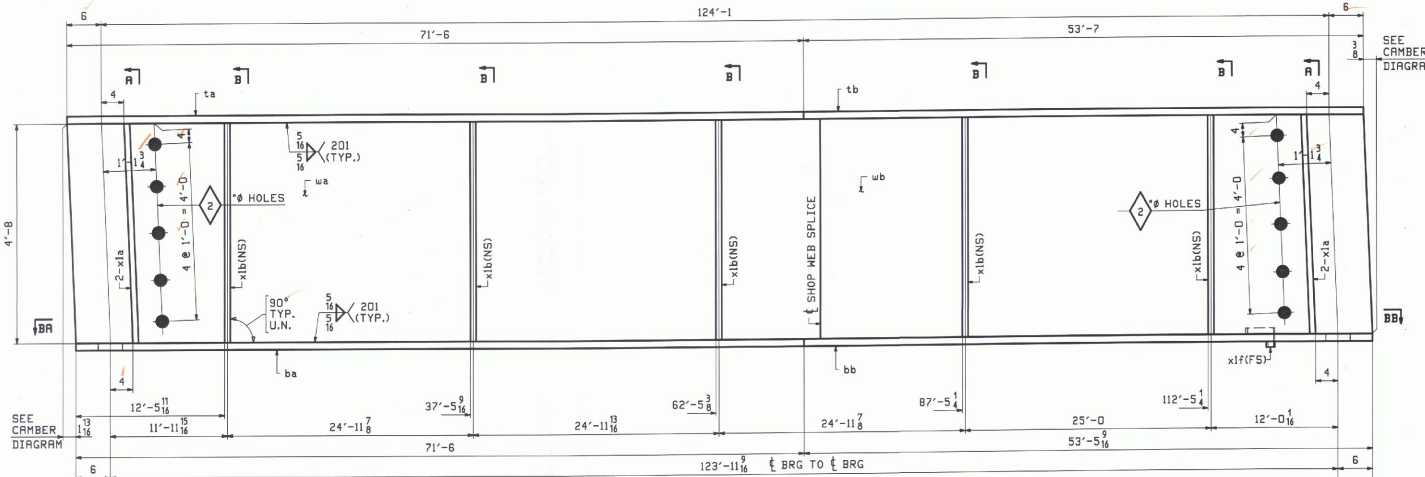 6
124'-1
6
71'-6
53'-7
3/8
SEE
CAMBER
DIAGRA
A
B
B
B
B
B
A
4
4
ta
tb
4
4
1'-1 3/4
1'-1 3/4
5/16
5/16
201
(TYP.)
wa
wb
2
"Ø HOLES
2
"Ø HOLES
4 @ 1'-0 = 4'-0
4 @ 1'-0 = 4'-0
4'-8
2-x1a
x1b(NS)
x1b(NS)
x1b(NS)
℄ SHOP WEB SPLICE
x1b(NS)
x1b(NS)
2-x1a
90°
TYP.
U.N.
5/16
5/16
201
(TYP.)
BA
BB
ba
bb
x1f(FS)
4
4
12'-5 11/16
37'-5 9/16
62'-5 3/8
87'-5 1/4
112'-5 1/4
SEE
CAMBER
DIAGRAM
1 13/16
11'-11 15/16
24'-11 7/8
24'-11 13/16
24'-11 7/8
25'-0
12'-0 1/16
71'-6
53'-5 9/16
6
123'-11 9/16 ℄ BRG TO ℄ BRG
6